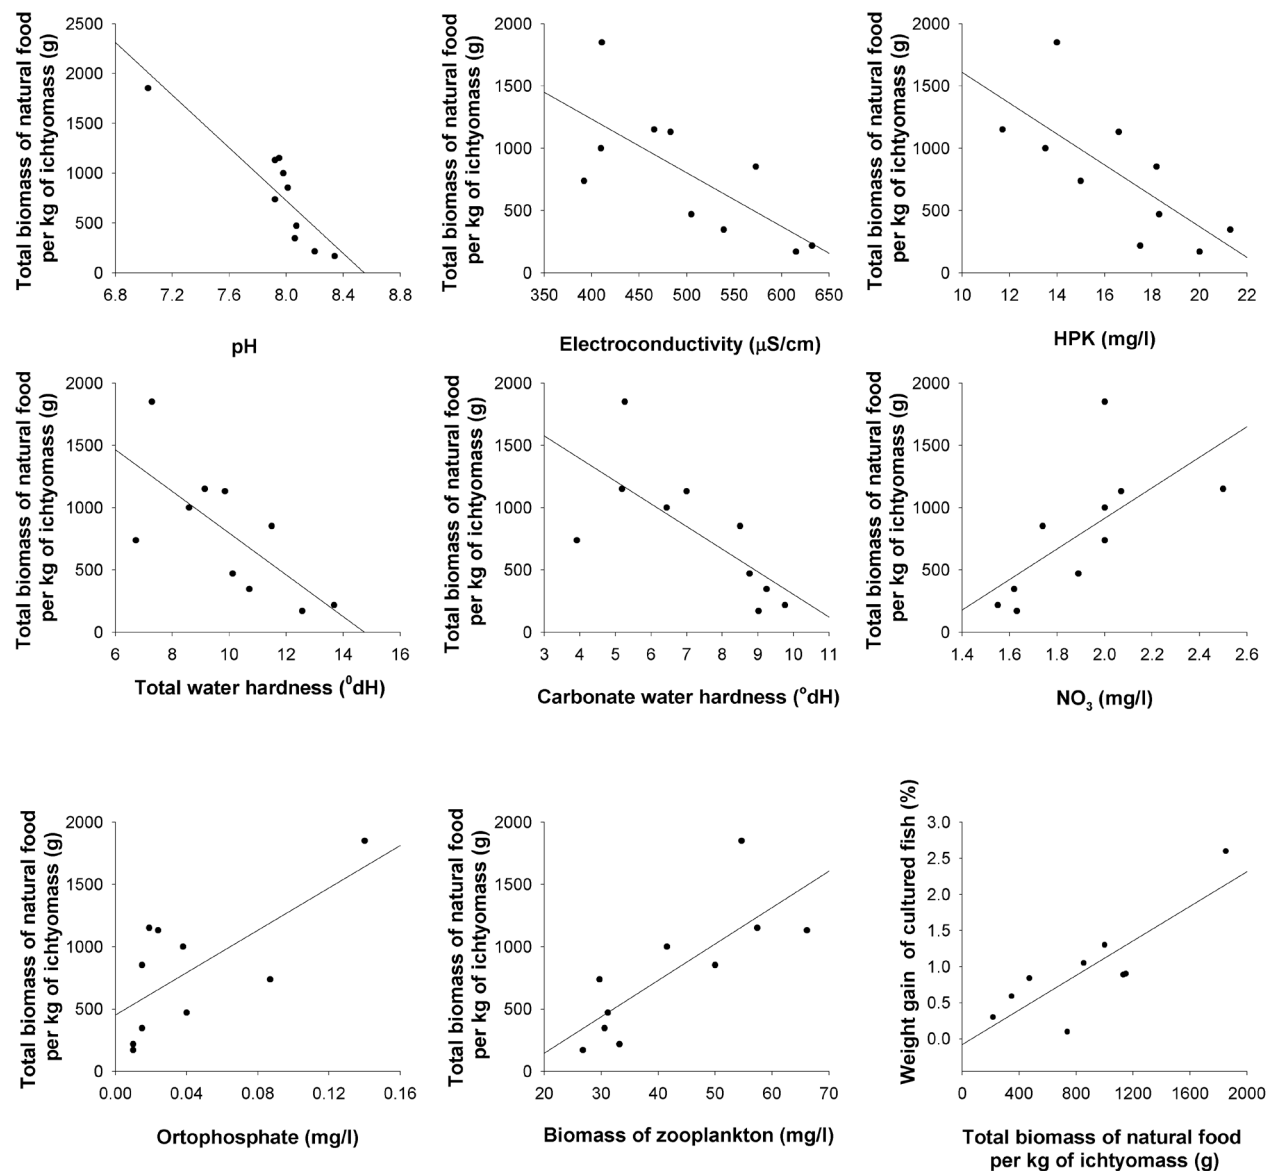 Total biomass of natural food
per kg of ichtyomass (g)
2500
2000
1500
1000
500
0
6.8 7.2 7.6 8.0 8.4 8.8
pH
Total biomass of natural food
per kg of ichtyomass (g)
2000
1500
1000
500
0
350 400 450 500 550 600 650
Electroconductivity (μS/cm)
Total biomass of natural food
per kg of ichtyomass (g)
2000
1500
1000
500
0
10 12 14 16 18 20 22
HPK (mg/l)
Total biomass of natural food
per kg of ichtyomass (g)
2000
1500
1000
500
0
6 8 10 12 14 16
Total water hardness (⁰dH)
Total biomass of natural food
per kg of ichtyomass (g)
2000
1500
1000
500
0
3 4 5 6 7 8 9 10 11
Carbonate water hardness (°dH)
Total biomass of natural food
per kg of ichtyomass (g)
2000
1500
1000
500
0
1.4 1.6 1.8 2.0 2.2 2.4 2.6
NO₃ (mg/l)
Total biomass of natural food
per kg of ichtyomass (g)
2000
1500
1000
500
0
0.00 0.04 0.08 0.12 0.16
Ortophosphate (mg/l)
Total biomass of natural food
per kg of ichtyomass (g)
2000
1500
1000
500
0
20 30 40 50 60 70
Biomass of zooplankton (mg/l)
Weight gain of cultured fish (%)
3.0
2.5
2.0
1.5
1.0
0.5
0.0
0 400 800 1200 1600 2000
Total biomass of natural food
per kg of ichtyomass (g)